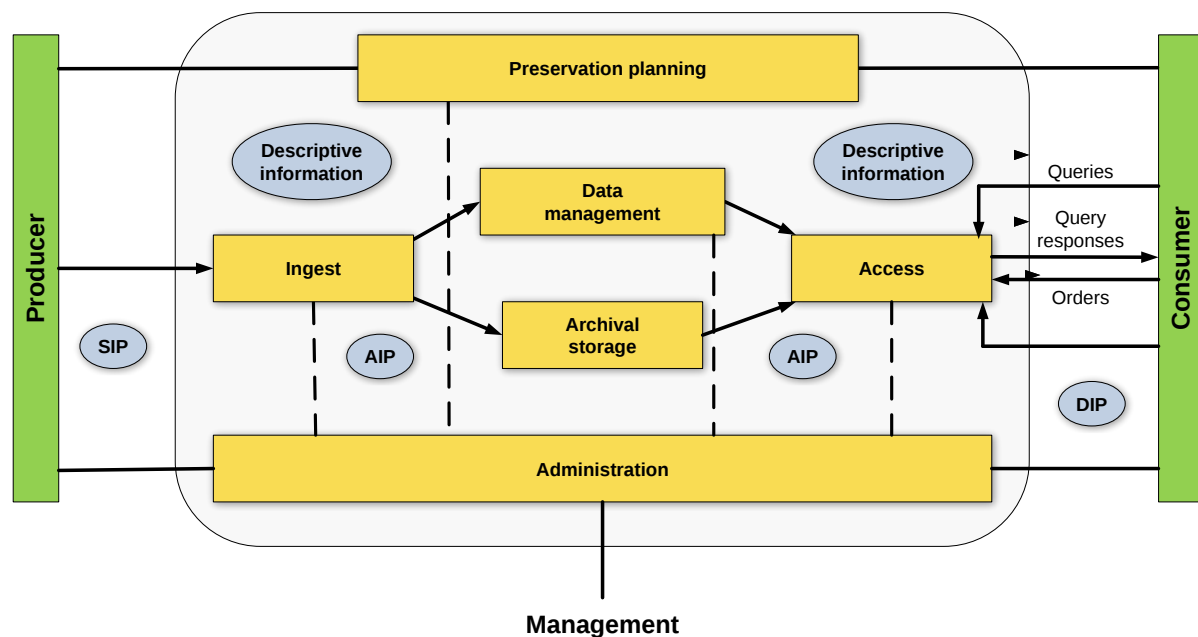 Preservation planning
Descriptive
information
Descriptive
information
Queries
Data
management
Query
responses
Producer
Ingest
Access
Consumer
Orders
SIP
AIP
Archival
storage
AIP
DIP
Administration
Management